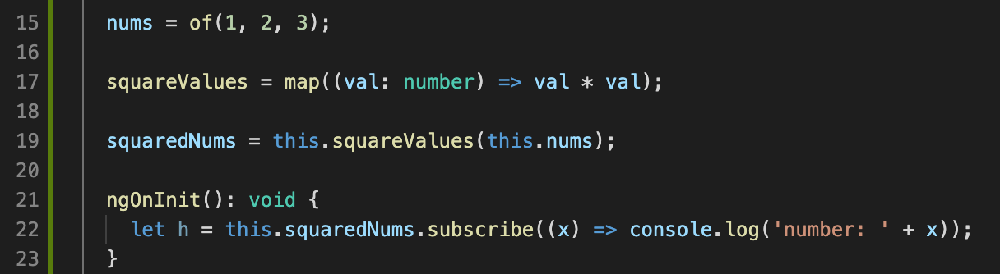 15 nums = of(1, 2, 3);
16
17 squareValues = map((val: number) => val * val);
18
19 squaredNums = this.squareValues(this.nums);
20
21 ngOnInit(): void {
22 let h = this.squaredNums.subscribe((x) => console.log('number: ' + x));
23 }